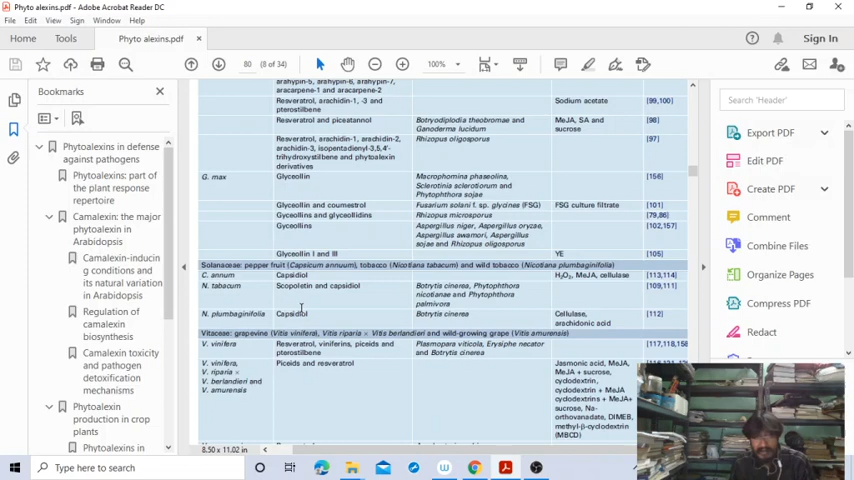 Phyto alexins.pdf - Adobe Acrobat Reader DC
File Edit View Sign Window Help
Home Tools Phyto alexins.pdf × Sign In
80 (8 of 34) 100%
Bookmarks
Phytoalexins in defense against pathogens
Phytoalexins: part of the plant response repertoire
Camalexin: the major phytoalexin in Arabidopsis
Camalexin-inducin
g conditions and
its natural variation
in Arabidopsis
Regulation of
camalexin
biosynthesis
Camalexin toxicity
and pathogen
detoxification
mechanisms
Phytoalexin
production in crop
plants
Phytoalexins in
arahypin-5, arahypin-6, arahypin-7,
aracarpene-1 and aracarpene-2
Resveratrol, arachidin-1, -3 and pterostilbene Sodium acetate [99,100]
Resveratrol and piceatannol Botryodiplodia theobromae and Ganoderma lucidum MeJA, SA and sucrose [98]
Resveratrol, arachidin-1, arachidin-2, arachidin-3, isopentadienyl-3,5,4'-trihydroxystilbene and phytoalexin derivatives Rhizopus oligosporus [97]
G. max Glyceollin Macrophomina phaseolina, Sclerotinia sclerotiorum and Phytophthora sojae [156]
Glyceollin and coumestrol Fusarium solani f. sp. glycines (FSG) FSG culture filtrate [101]
Glyceollins and glyceollidins Rhizopus microsporus [79,86]
Glyceollins Aspergillus niger, Aspergillus oryzae, Aspergillus awamori, Aspergillus sojae and Rhizopus oligosporus [102,157]
Glyceollin I and III YE [105]
Solanaceae: pepper fruit (Capsicum annuum), tobacco (Nicotiana tabacum) and wild tobacco (Nicotiana plumbaginifolia)
C. annum Capsidiol H2O2, MeJA, cellulase [113,114]
N. tabacum Scopoletin and capsidiol Botrytis cinerea, Phytophthora nicotianae and Phytophthora palmivora [109,111]
N. plumbaginifolia Capsidiol Botrytis cinerea Cellulase, arachidonic acid [112]
Vitaceae: grapevine (Vitis vinifera), Vitis riparia × Vitis berlandieri and wild-growing grape (Vitis amurensis)
V. vinifera Resveratrol, viniferins, piceids and pterostilbene Plasmopara viticola, Erysiphe necator and Botrytis cinerea [117,118,158
V. vinifera, V. riparia × V. berlandieri and V. amurensis Piceids and resveratrol Jasmonic acid, MeJA, MeJA + sucrose, cyclodextrin, cyclodextrin + MeJA cyclodextrins + MeJA+ sucrose, Na-orthovanadate, DIMEB, methyl-β-cyclodextrin (MBCD)
8.50 x 11.02 in
Search 'Header'
Export PDF
Edit PDF
Create PDF
Comment
Combine Files
Organize Pages
Compress PDF
Redact
Type here to search